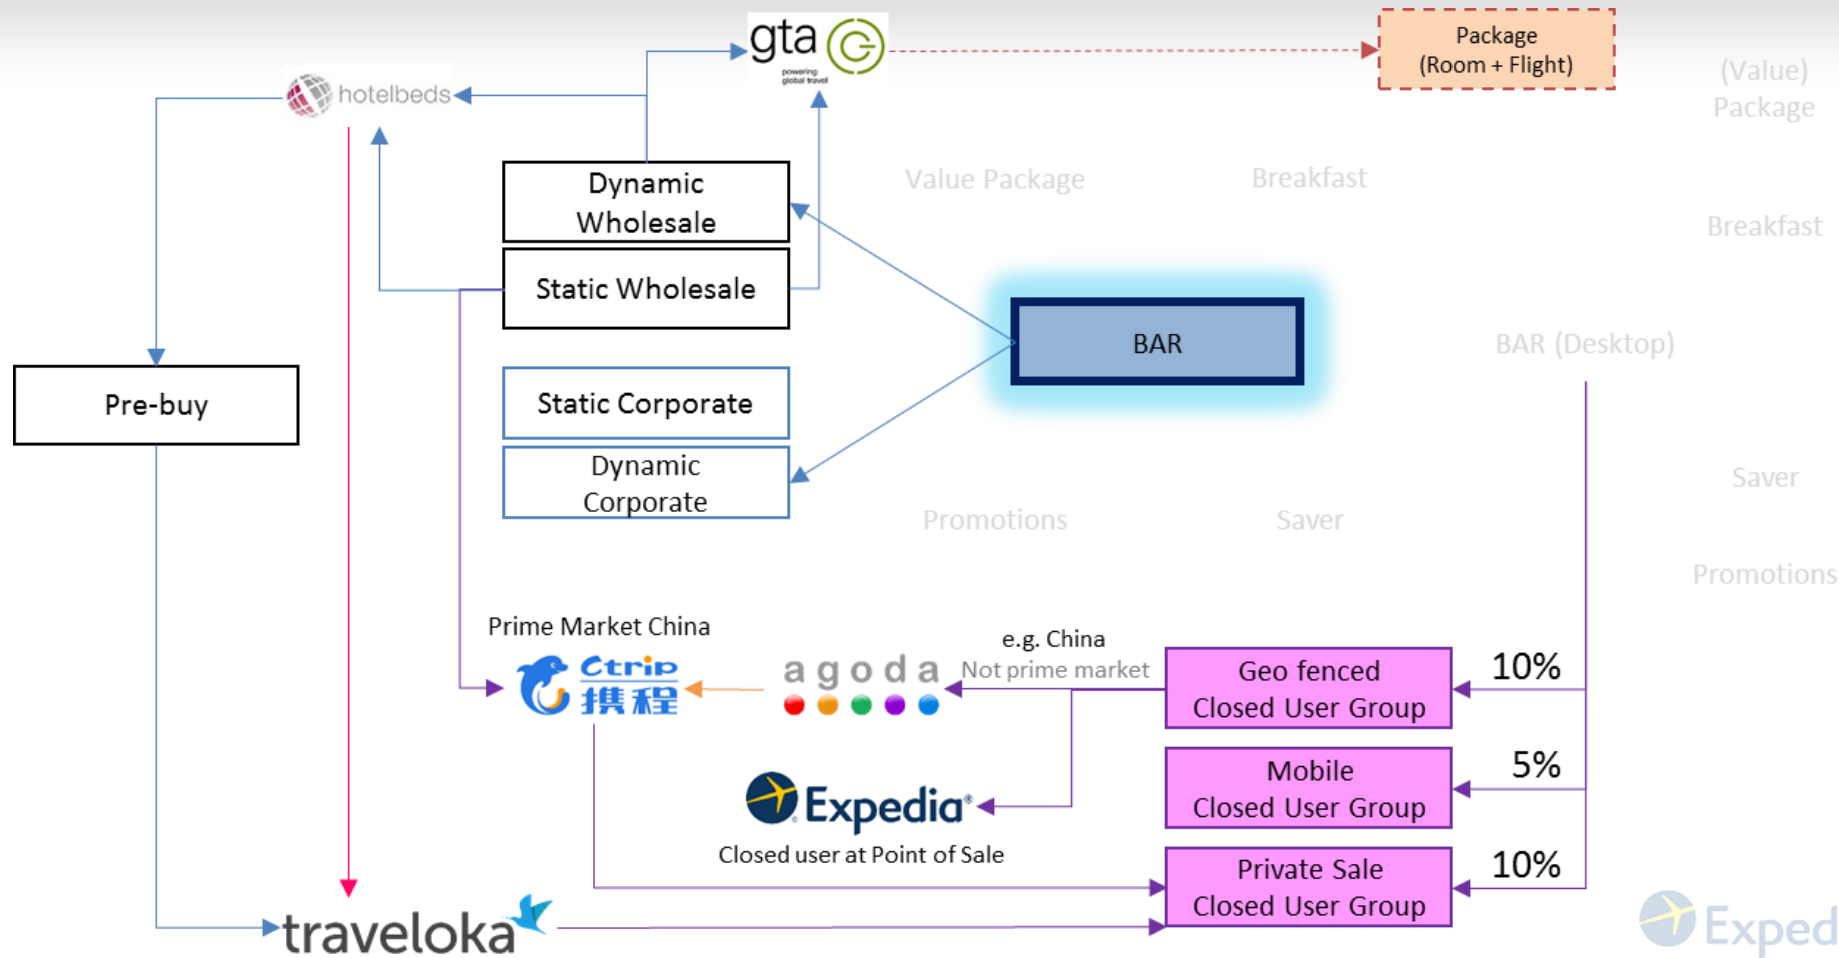 gta
powering
global travel
Package
(Room + Flight)
(Value)
Package
hotelbeds
Dynamic
Wholesale
Value Package
Breakfast
Breakfast
Static Wholesale
BAR
BAR (Desktop)
Pre-buy
Static Corporate
Dynamic
Corporate
Saver
Promotions
Saver
Promotions
Prime Market China
Ctrip
携程
agoda
e.g. China
Not prime market
Geo fenced
Closed User Group
10%
Expedia®
Closed user at Point of Sale
Mobile
Closed User Group
5%
Private Sale
Closed User Group
10%
traveloka
Exped